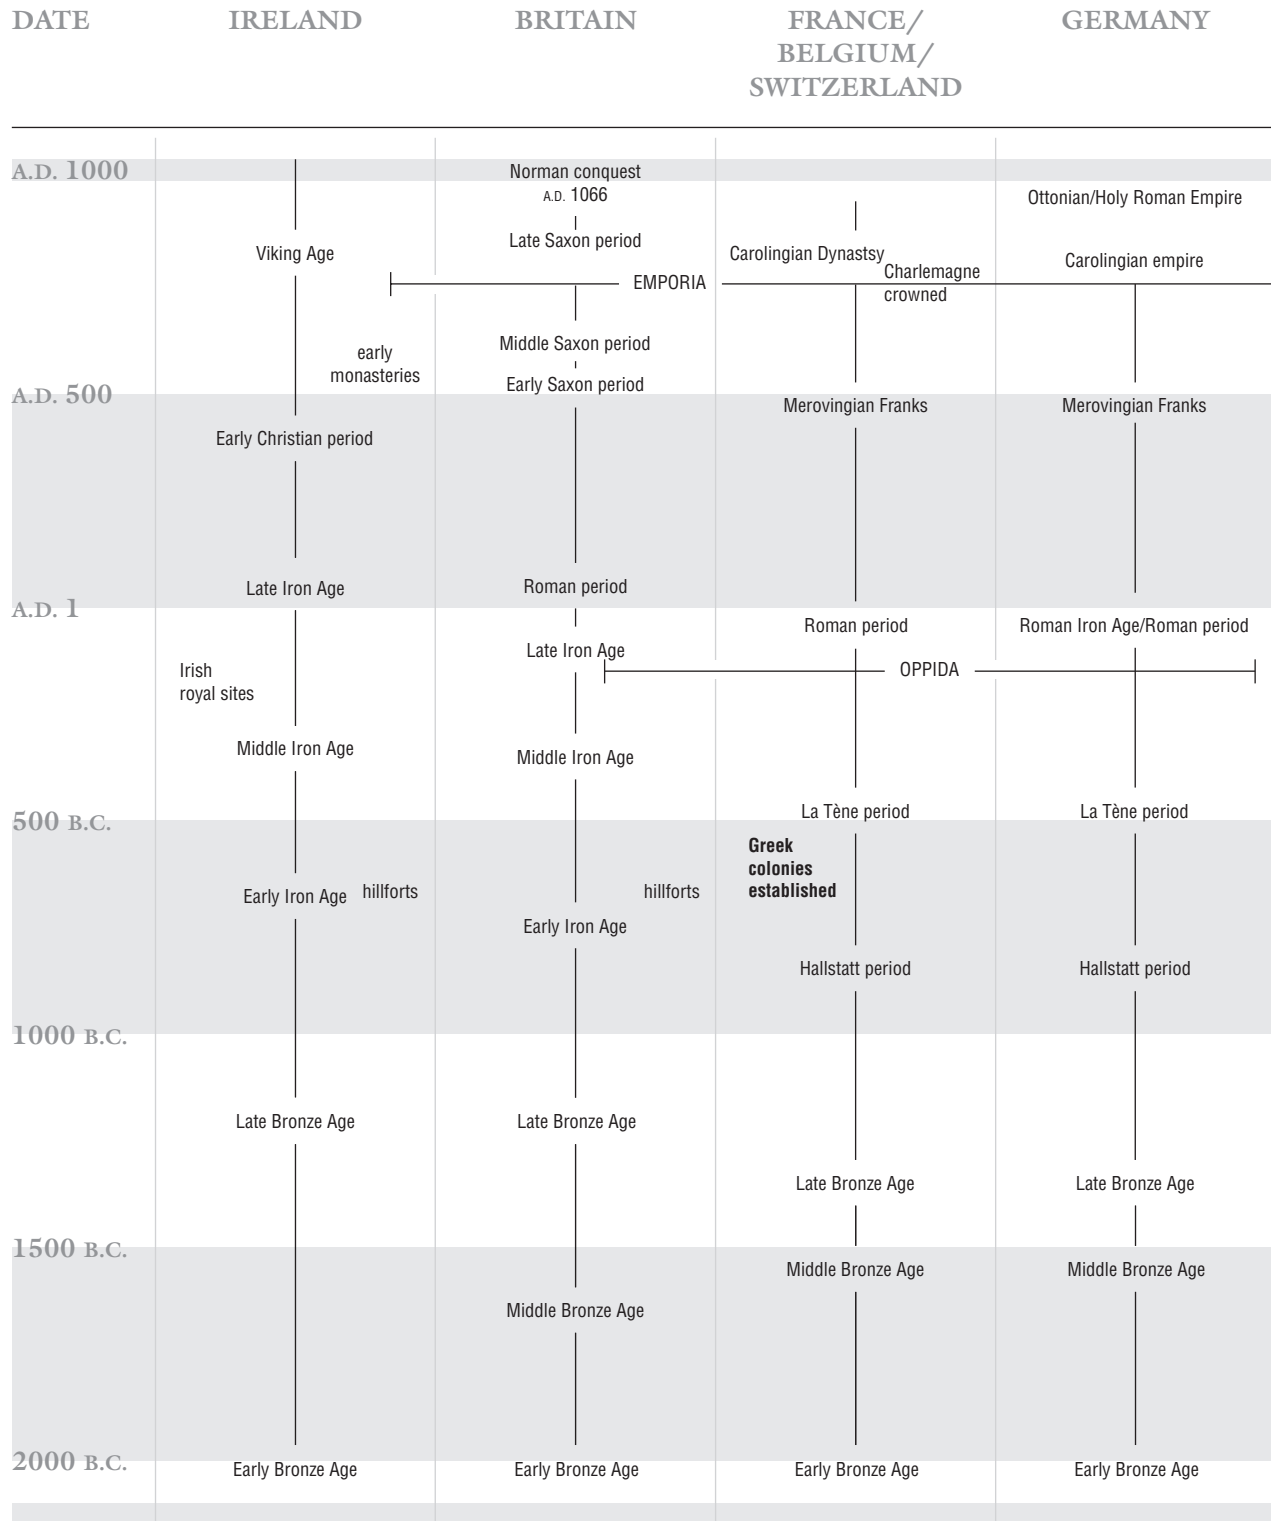 DATE
IRELAND
BRITAIN
FRANCE/
BELGIUM/
SWITZERLAND
GERMANY
A.D. 1000
Norman conquest
A.D. 1066
Ottonian/Holy Roman Empire
Late Saxon period
Viking Age
Carolingian Dynastsy
Carolingian empire
Charlemagne
crowned
EMPORIA
Middle Saxon period
early
monasteries
Early Saxon period
A.D. 500
Merovingian Franks
Merovingian Franks
Early Christian period
Late Iron Age
Roman period
A.D. 1
Roman period
Roman Iron Age/Roman period
Late Iron Age
Irish
royal sites
OPPIDA
Middle Iron Age
Middle Iron Age
500 B.C.
La Tène period
La Tène period
Greek
colonies
established
Early Iron Age
hillforts
hillforts
Early Iron Age
Hallstatt period
Hallstatt period
1000 B.C.
Late Bronze Age
Late Bronze Age
Late Bronze Age
Late Bronze Age
1500 B.C.
Middle Bronze Age
Middle Bronze Age
Middle Bronze Age
2000 B.C.
Early Bronze Age
Early Bronze Age
Early Bronze Age
Early Bronze Age